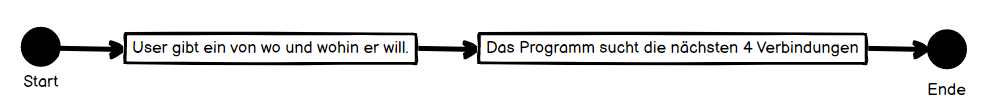 Start
User gibt ein von wo und wohin er will.
Das Programm sucht die nächsten 4 Verbindungen
Ende